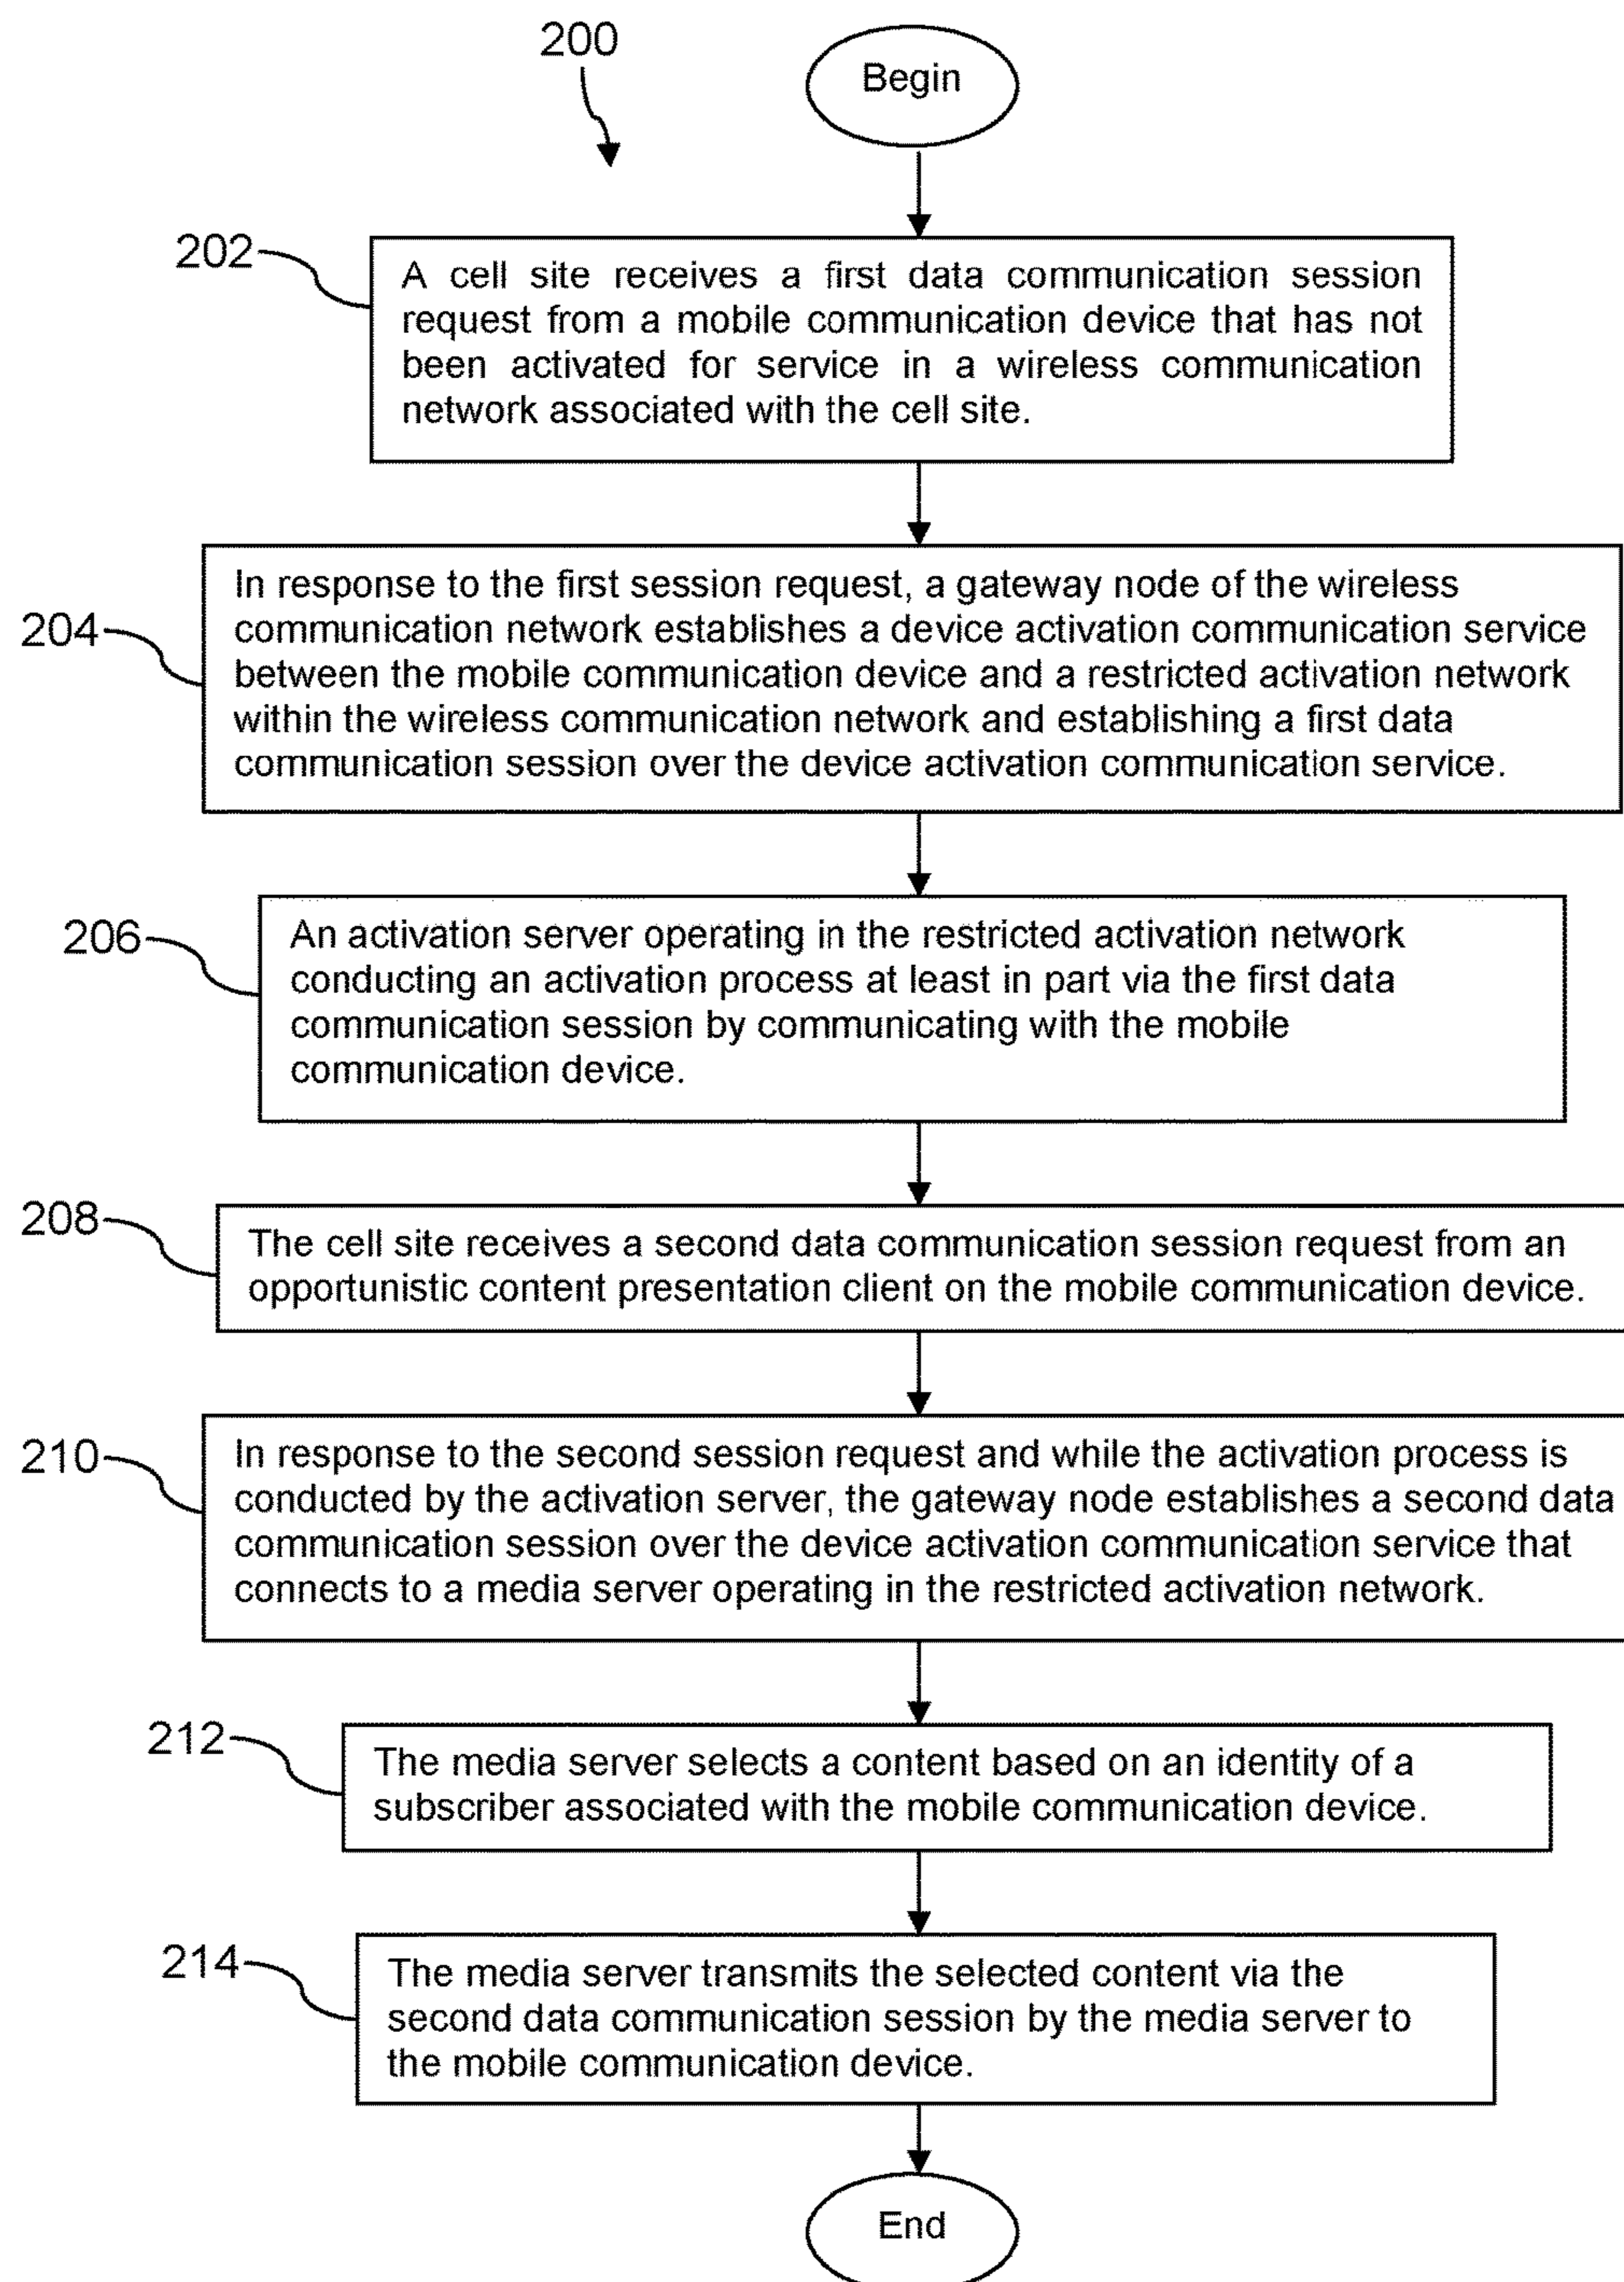 200
Begin
202
A cell site receives a first data communication session
request from a mobile communication device that has not
been activated for service in a wireless communication
network associated with the cell site.
204
In response to the first session request, a gateway node of the wireless
communication network establishes a device activation communication service
between the mobile communication device and a restricted activation network
within the wireless communication network and establishing a first data
communication session over the device activation communication service.
206
An activation server operating in the restricted activation network
conducting an activation process at least in part via the first data
communication session by communicating with the mobile
communication device.
208
The cell site receives a second data communication session request from an
opportunistic content presentation client on the mobile communication device.
210
In response to the second session request and while the activation process is
conducted by the activation server, the gateway node establishes a second data
communication session over the device activation communication service that
connects to a media server operating in the restricted activation network.
212
The media server selects a content based on an identity of a
subscriber associated with the mobile communication device.
214
The media server transmits the selected content via the
second data communication session by the media server to
the mobile communication device.
End